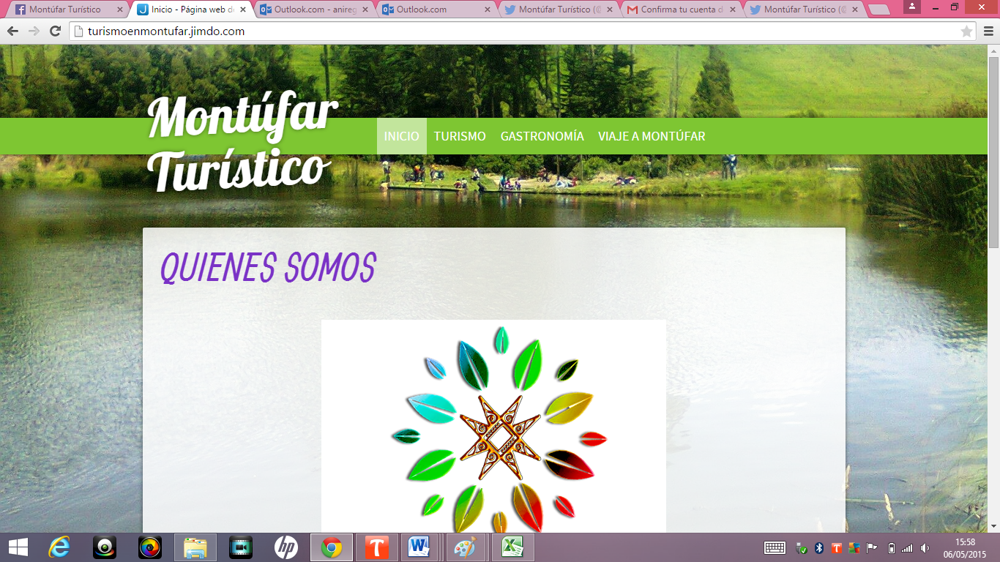 Montúfar Turístico
Inicio - Página web de
Outlook.com - anireg
Outlook.com
Montúfar Turístico (@
Confirma tu cuenta d
Montúfar Turístico (@
turismoenmontufar.jimdo.com
Montúfar
Turístico
INICIO TURISMO GASTRONOMÍA VIAJE A MONTÚFAR
QUIENES SOMOS
15:58
06/05/2015